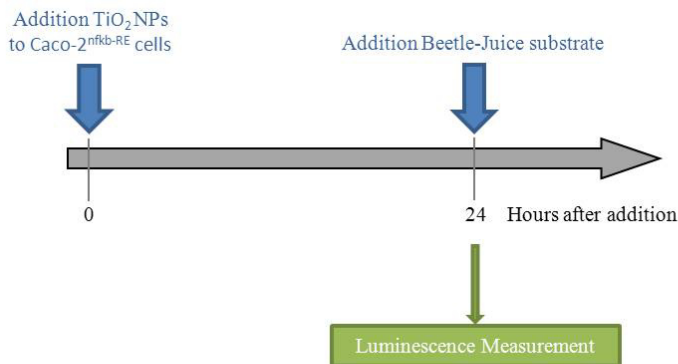 Addition TiO₂ NPs
to Caco-2ⁿᶠᵏᵇ⁻ᴿᴱ cells
Addition Beetle-Juice substrate
0
24
Hours after addition
Luminescence Measurement